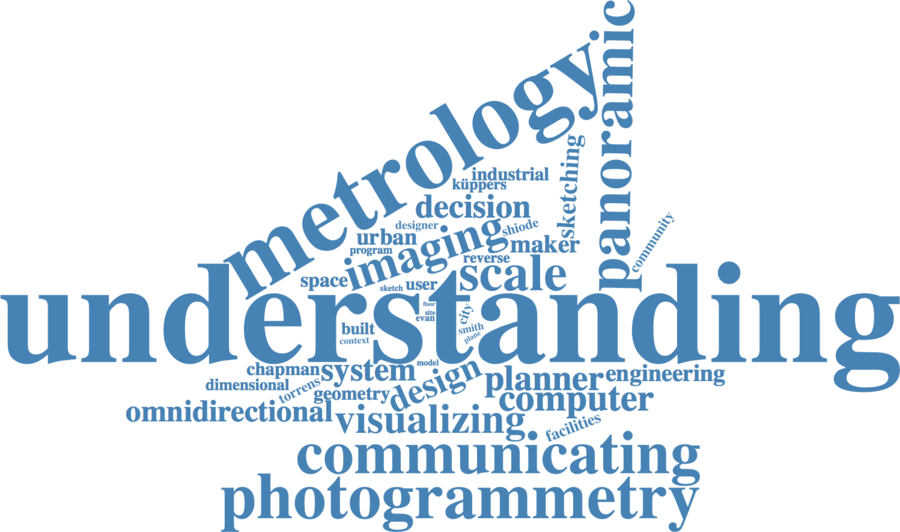 panoramic
metrology
sketching
industrial
küppers
decision
designer
shiode
community
urban
imaging
maker
program
reverse
space
scale
sketch
user
understanding
floor
site
evan
city
built
smith
context
plane
model
chapman
system
design
planner
engineering
dimensional
torrens
geometry
computer
omnidirectional
visualizing
facilities
communicating
photogrammetry